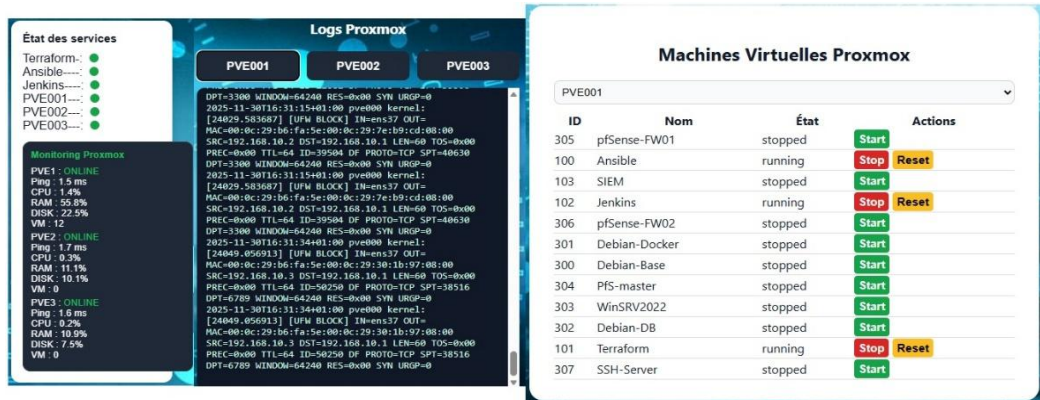 État des services
Terraform-:
Ansible----:
Jenkins----:
PVE001---:
PVE002---:
PVE003---:
Monitoring Proxmox
PVE1 : ONLINE
Ping : 1.5 ms
CPU : 1.4%
RAM : 55.8%
DISK : 22.5%
VM : 12
PVE2 : ONLINE
Ping : 1.7 ms
CPU : 0.3%
RAM : 11.1%
DISK : 10.1%
VM : 0
PVE3 : ONLINE
Ping : 1.6 ms
CPU : 0.2%
RAM : 10.9%
DISK : 7.5%
VM : 0
Logs Proxmox
PVE001 PVE002 PVE003
DPT=3300 WINDOW=64240 RES=0x00 SYN URGP=0
2025-11-30T16:31:15+01:00 pve000 kernel:
[24029.583687] [UFW BLOCK] IN=ens37 OUT=
MAC=00:0c:29:b6:fa:5e:00:0c:29:7e:b9:cd:08:00
SRC=192.168.10.2 DST=192.168.10.1 LEN=60 TOS=0x00
PREC=0x00 TTL=64 ID=39504 DF PROTO=TCP SPT=40630
DPT=3300 WINDOW=64240 RES=0x00 SYN URGP=0
2025-11-30T16:31:15+01:00 pve000 kernel:
[24029.583687] [UFW BLOCK] IN=ens37 OUT=
MAC=00:0c:29:b6:fa:5e:00:0c:29:7e:b9:cd:08:00
SRC=192.168.10.2 DST=192.168.10.1 LEN=60 TOS=0x00
PREC=0x00 TTL=64 ID=39504 DF PROTO=TCP SPT=40630
DPT=3300 WINDOW=64240 RES=0x00 SYN URGP=0
2025-11-30T16:31:34+01:00 pve000 kernel:
[24049.056913] [UFW BLOCK] IN=ens37 OUT=
MAC=00:0c:29:b6:fa:5e:00:0c:29:30:1b:97:08:00
SRC=192.168.10.3 DST=192.168.10.1 LEN=60 TOS=0x00
PREC=0x00 TTL=64 ID=50250 DF PROTO=TCP SPT=38516
DPT=6789 WINDOW=64240 RES=0x00 SYN URGP=0
2025-11-30T16:31:34+01:00 pve000 kernel:
[24049.056913] [UFW BLOCK] IN=ens37 OUT=
MAC=00:0c:29:b6:fa:5e:00:0c:29:30:1b:97:08:00
SRC=192.168.10.3 DST=192.168.10.1 LEN=60 TOS=0x00
PREC=0x00 TTL=64 ID=50250 DF PROTO=TCP SPT=38516
DPT=6789 WINDOW=64240 RES=0x00 SYN URGP=0
Machines Virtuelles Proxmox
PVE001
ID Nom État Actions
305 pfSense-FW01 stopped Start
100 Ansible running Stop Reset
103 SIEM stopped Start
102 Jenkins running Stop Reset
306 pfSense-FW02 stopped Start
301 Debian-Docker stopped Start
300 Debian-Base stopped Start
304 PfS-master stopped Start
303 WinSRV2022 stopped Start
302 Debian-DB stopped Start
101 Terraform running Stop Reset
307 SSH-Server stopped Start